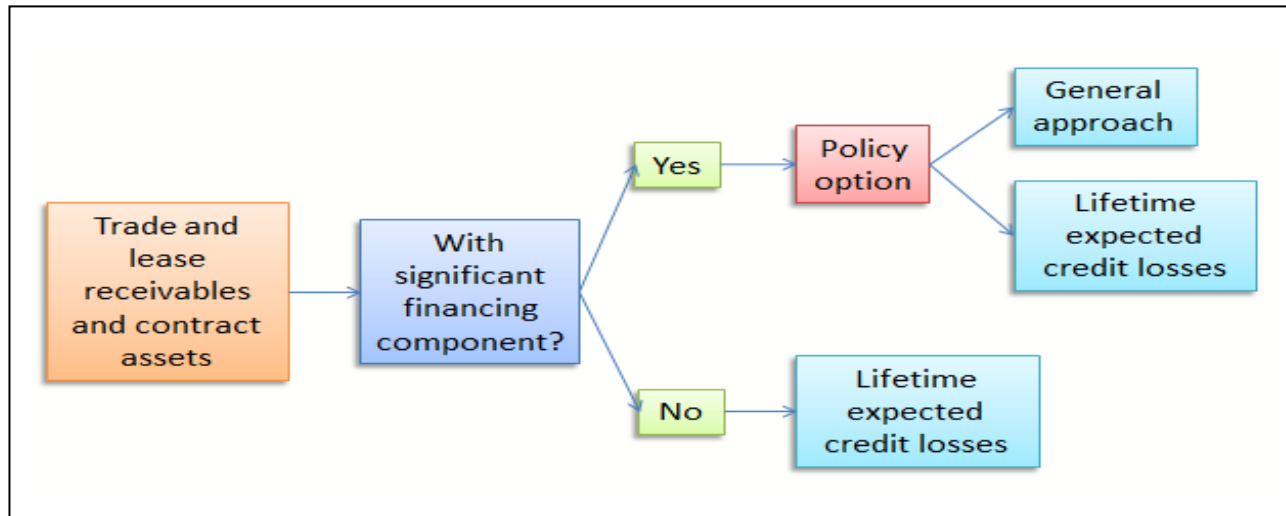 Trade and
lease
receivables
and contract
assets
With
significant
financing
component?
Yes
Policy
option
General
approach
Lifetime
expected
credit losses
No
Lifetime
expected
credit losses